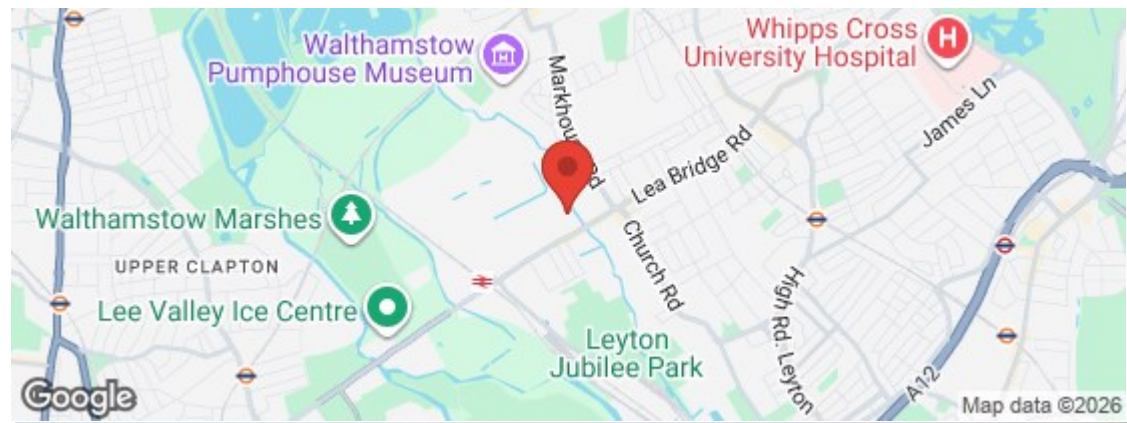 Walthamstow
Pumphouse Museum
Whipps Cross
University Hospital
H
James Ln
Lea Bridge Rd
Walthamstow Marshes
UPPER CLAPTON
Church Rd
Lee Valley Ice Centre
High Rd. Leyton
Leyton
Jubilee Park
A12
Google
Map data ©2026